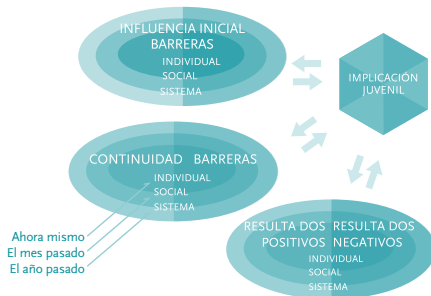 INFLUENCIA INICIAL
BARRERAS
INDIVIDUAL
SOCIAL
SISTEMA
IMPLICACIÓN
JUVENIL
CONTINUIDAD BARRERAS
INDIVIDUAL
SOCIAL
SISTEMA
Ahora mismo
El mes pasado
El año pasado
RESULTA DOS RESULTA DOS
POSITIVOS NEGATIVOS
INDIVIDUAL
SOCIAL
SISTEMA